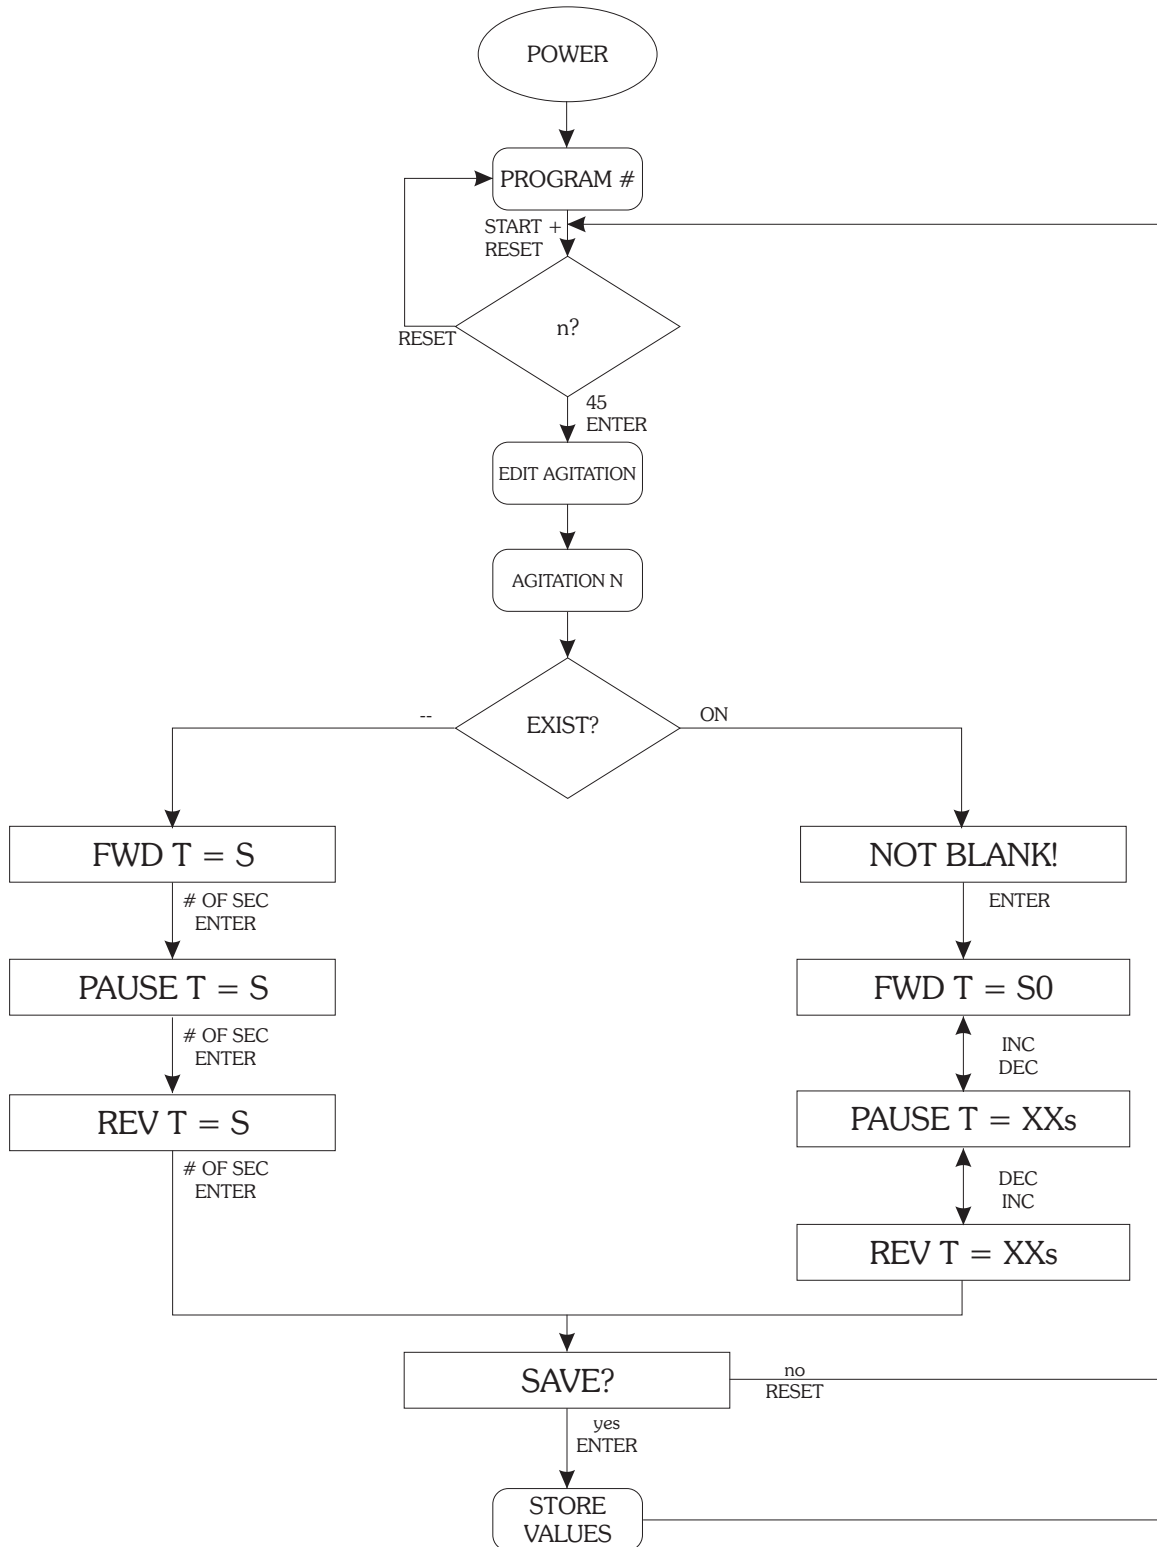 POWER
PROGRAM #
START +
RESET
n?
RESET
45
ENTER
EDIT AGITATION
AGITATION N
EXIST?
--
ON
FWD T = S
# OF SEC
ENTER
PAUSE T = S
# OF SEC
ENTER
REV T = S
# OF SEC
ENTER
NOT BLANK!
ENTER
FWD T = S0
INC
DEC
PAUSE T = XXs
DEC
INC
REV T = XXs
SAVE?
no
RESET
yes
ENTER
STORE
VALUES